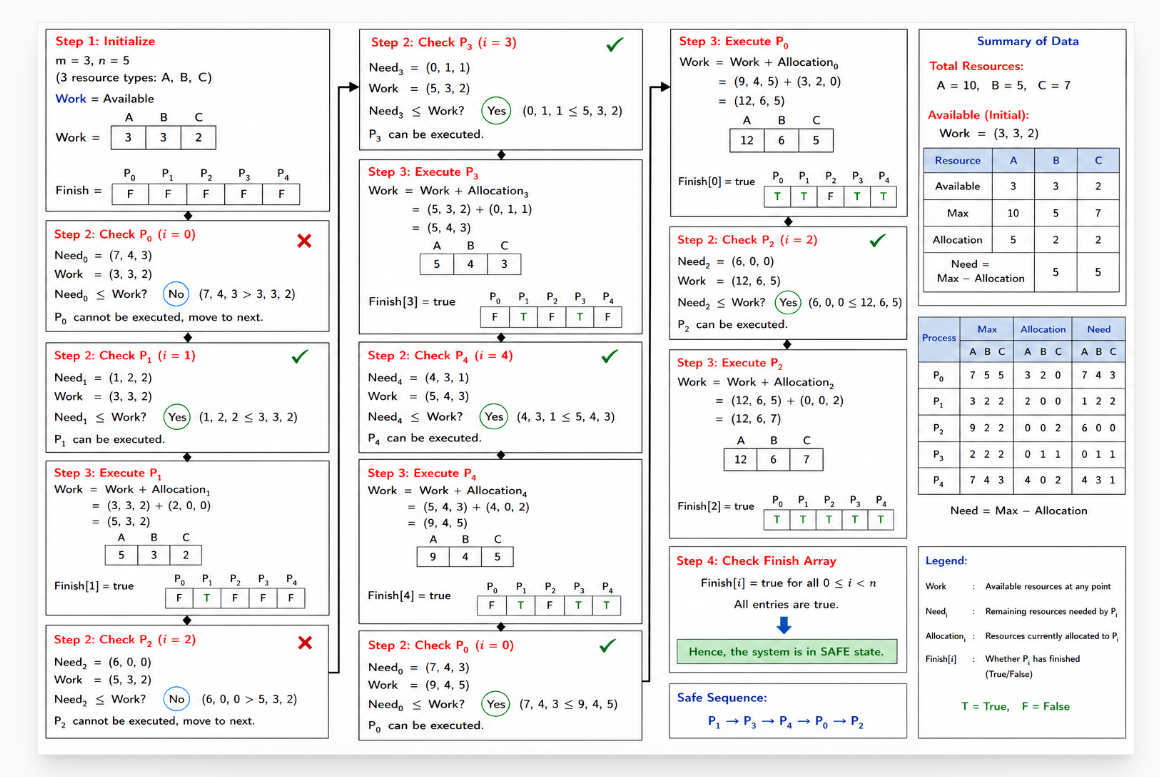 Step 1: Initialize
m = 3, n = 5
(3 resource types: A, B, C)
Work = Available
A B C
Work = 3 3 2
P₀ P₁ P₂ P₃ P₄
Finish = F F F F F
Step 2: Check P₀ (i = 0) ✗
Need₀ = (7, 4, 3)
Work = (3, 3, 2)
Need₀ ≤ Work? No (7, 4, 3 > 3, 3, 2)
P₀ cannot be executed, move to next.
Step 2: Check P₁ (i = 1) ✓
Need₁ = (1, 2, 2)
Work = (3, 3, 2)
Need₁ ≤ Work? Yes (1, 2, 2 ≤ 3, 3, 2)
P₁ can be executed.
Step 3: Execute P₁
Work = Work + Allocation₁
= (3, 3, 2) + (2, 0, 0)
= (5, 3, 2)
A B C
5 3 2
P₀ P₁ P₂ P₃ P₄
Finish[1] = true F T F F F
Step 2: Check P₂ (i = 2) ✗
Need₂ = (6, 0, 0)
Work = (5, 3, 2)
Need₂ ≤ Work? No (6, 0, 0 > 5, 3, 2)
P₂ cannot be executed, move to next.
Step 2: Check P₃ (i = 3) ✓
Need₃ = (0, 1, 1)
Work = (5, 3, 2)
Need₃ ≤ Work? Yes (0, 1, 1 ≤ 5, 3, 2)
P₃ can be executed.
Step 3: Execute P₃
Work = Work + Allocation₃
= (5, 3, 2) + (0, 1, 1)
= (5, 4, 3)
A B C
5 4 3
P₀ P₁ P₂ P₃ P₄
Finish[3] = true F T F T F
Step 2: Check P₄ (i = 4) ✓
Need₄ = (4, 3, 1)
Work = (5, 4, 3)
Need₄ ≤ Work? Yes (4, 3, 1 ≤ 5, 4, 3)
P₄ can be executed.
Step 3: Execute P₄
Work = Work + Allocation₄
= (5, 4, 3) + (4, 0, 2)
= (9, 4, 5)
A B C
9 4 5
P₀ P₁ P₂ P₃ P₄
Finish[4] = true F T F T T
Step 2: Check P₀ (i = 0) ✓
Need₀ = (7, 4, 3)
Work = (9, 4, 5)
Need₀ ≤ Work? Yes (7, 4, 3 ≤ 9, 4, 5)
P₀ can be executed.
Step 3: Execute P₀
Work = Work + Allocation₀
= (9, 4, 5) + (3, 2, 0)
= (12, 6, 5)
A B C
12 6 5
P₀ P₁ P₂ P₃ P₄
Finish[0] = true T T F T T
Step 2: Check P₂ (i = 2) ✓
Need₂ = (6, 0, 0)
Work = (12, 6, 5)
Need₂ ≤ Work? Yes (6, 0, 0 ≤ 12, 6, 5)
P₂ can be executed.
Step 3: Execute P₂
Work = Work + Allocation₂
= (12, 6, 5) + (0, 0, 2)
= (12, 6, 7)
A B C
12 6 7
P₀ P₁ P₂ P₃ P₄
Finish[2] = true T T T T T
Step 4: Check Finish Array
Finish[i] = true for all 0 ≤ i < n
All entries are true.
Hence, the system is in SAFE state.
Safe Sequence:
P₁ → P₃ → P₄ → P₀ → P₂
Summary of Data
Total Resources:
A = 10, B = 5, C = 7
Available (Initial):
Work = (3, 3, 2)
Resource A B C
Available 3 3 2
Max 10 5 7
Allocation 5 2 2
Need =
Max − Allocation 5 5
Process Max Allocation Need
A B C A B C A B C
P₀ 7 5 5 3 2 0 7 4 3
P₁ 3 2 2 2 0 0 1 2 2
P₂ 9 2 2 0 0 2 6 0 0
P₃ 2 2 2 0 1 1 0 1 1
P₄ 7 4 3 4 0 2 4 3 1
Need = Max − Allocation
Legend:
Work : Available resources at any point
Needᵢ : Remaining resources needed by Pᵢ
Allocationᵢ : Resources currently allocated to Pᵢ
Finish[i] : Whether Pᵢ has finished
(True/False)
T = True, F = False